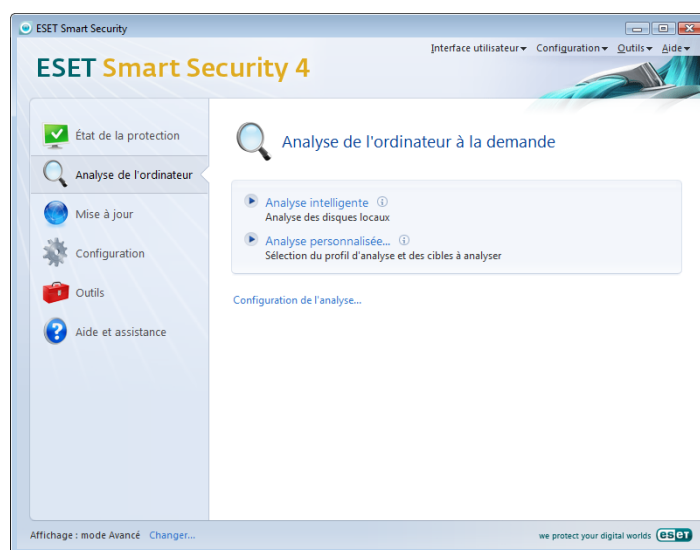 ESET Smart Security
Interface utilisateur Configuration Outils Aide
ESET Smart Security 4
État de la protection
Analyse de l'ordinateur
Mise à jour
Configuration
Outils
Aide et assistance
Analyse de l'ordinateur à la demande
Analyse intelligente
Analyse des disques locaux
Analyse personnalisée...
Sélection du profil d'analyse et des cibles à analyser
Configuration de l'analyse...
Affichage : mode Avancé Changer...
we protect your digital worlds eseT